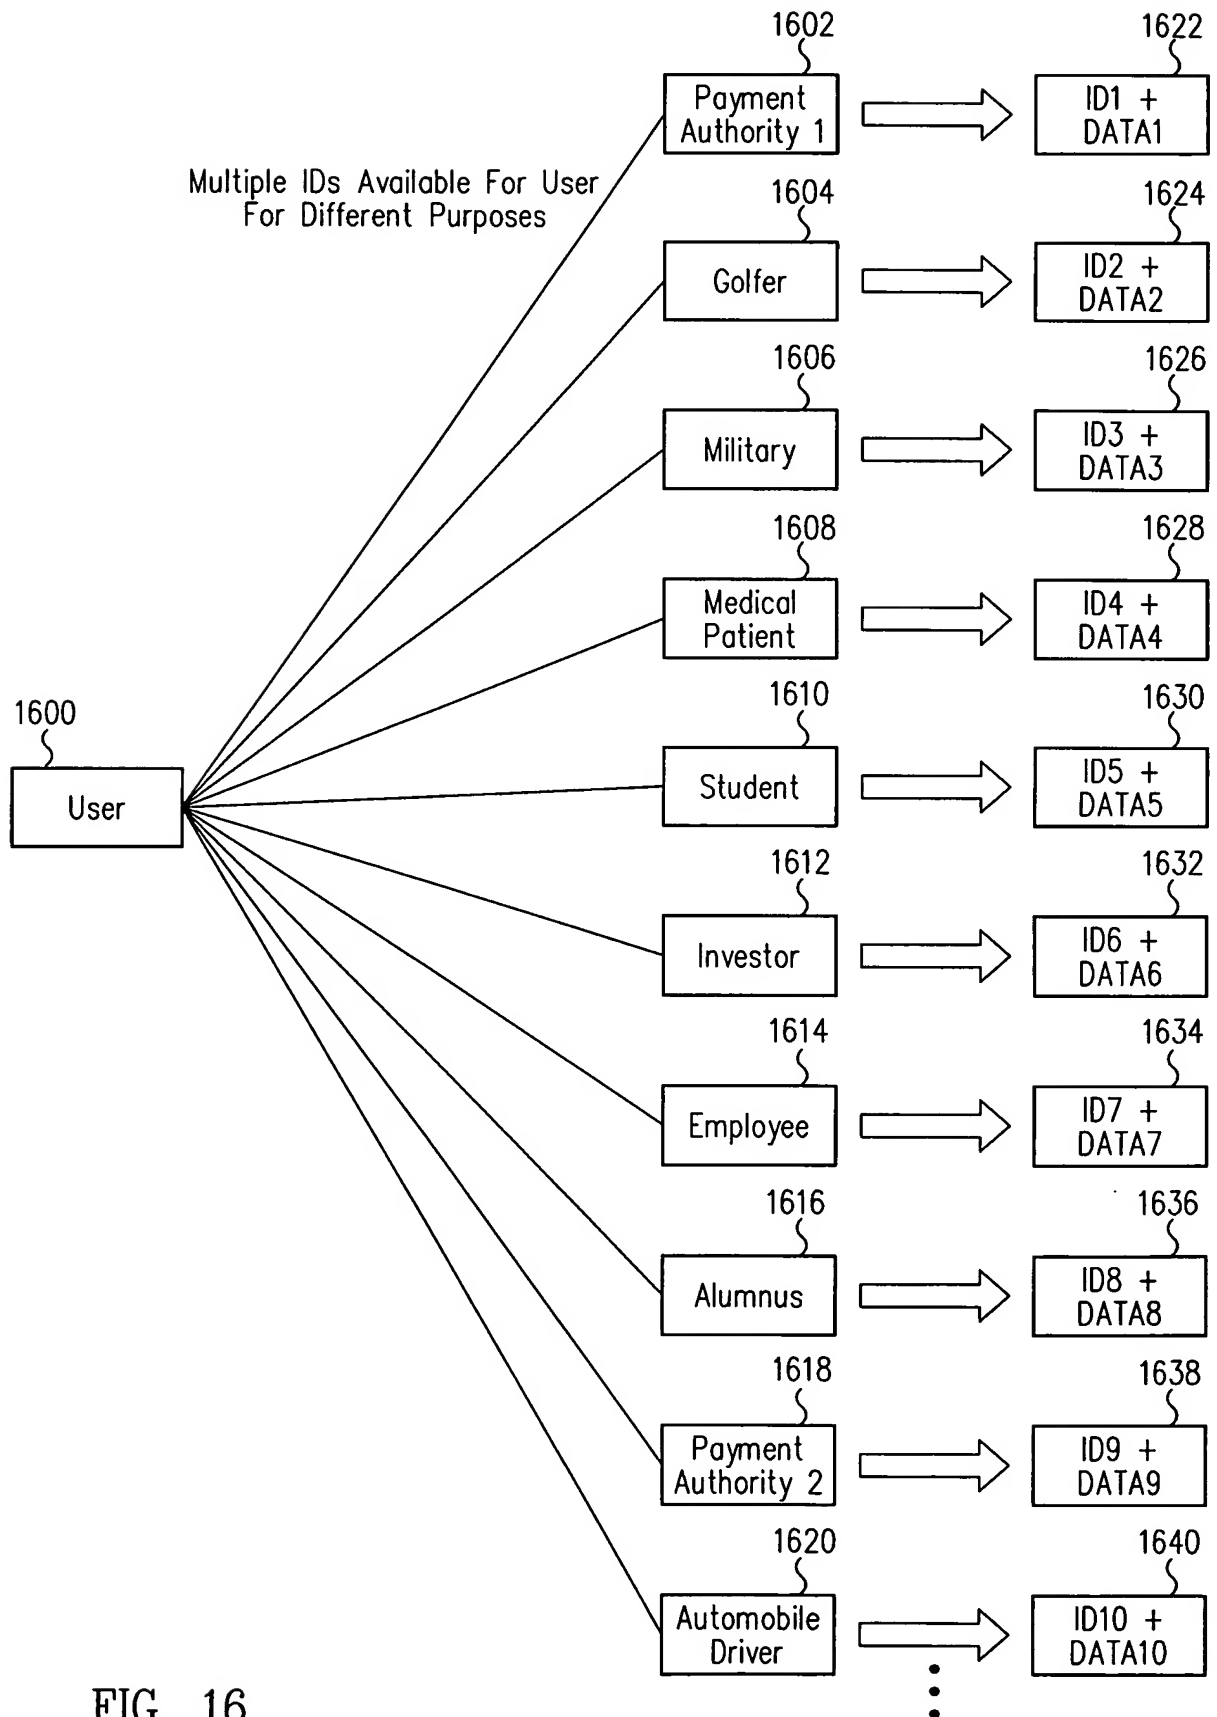 1602
1622
Payment
Authority 1
ID1 +
DATA1
Multiple IDs Available For User
For Different Purposes
1604
1624
Golfer
ID2 +
DATA2
1606
1626
Military
ID3 +
DATA3
1608
1628
Medical
Patient
ID4 +
DATA4
1600
User
1610
1630
Student
ID5 +
DATA5
1612
1632
Investor
ID6 +
DATA6
1614
1634
Employee
ID7 +
DATA7
1616
1636
Alumnus
ID8 +
DATA8
1618
1638
Payment
Authority 2
ID9 +
DATA9
1620
1640
Automobile
Driver
ID10 +
DATA10
FIG. 16